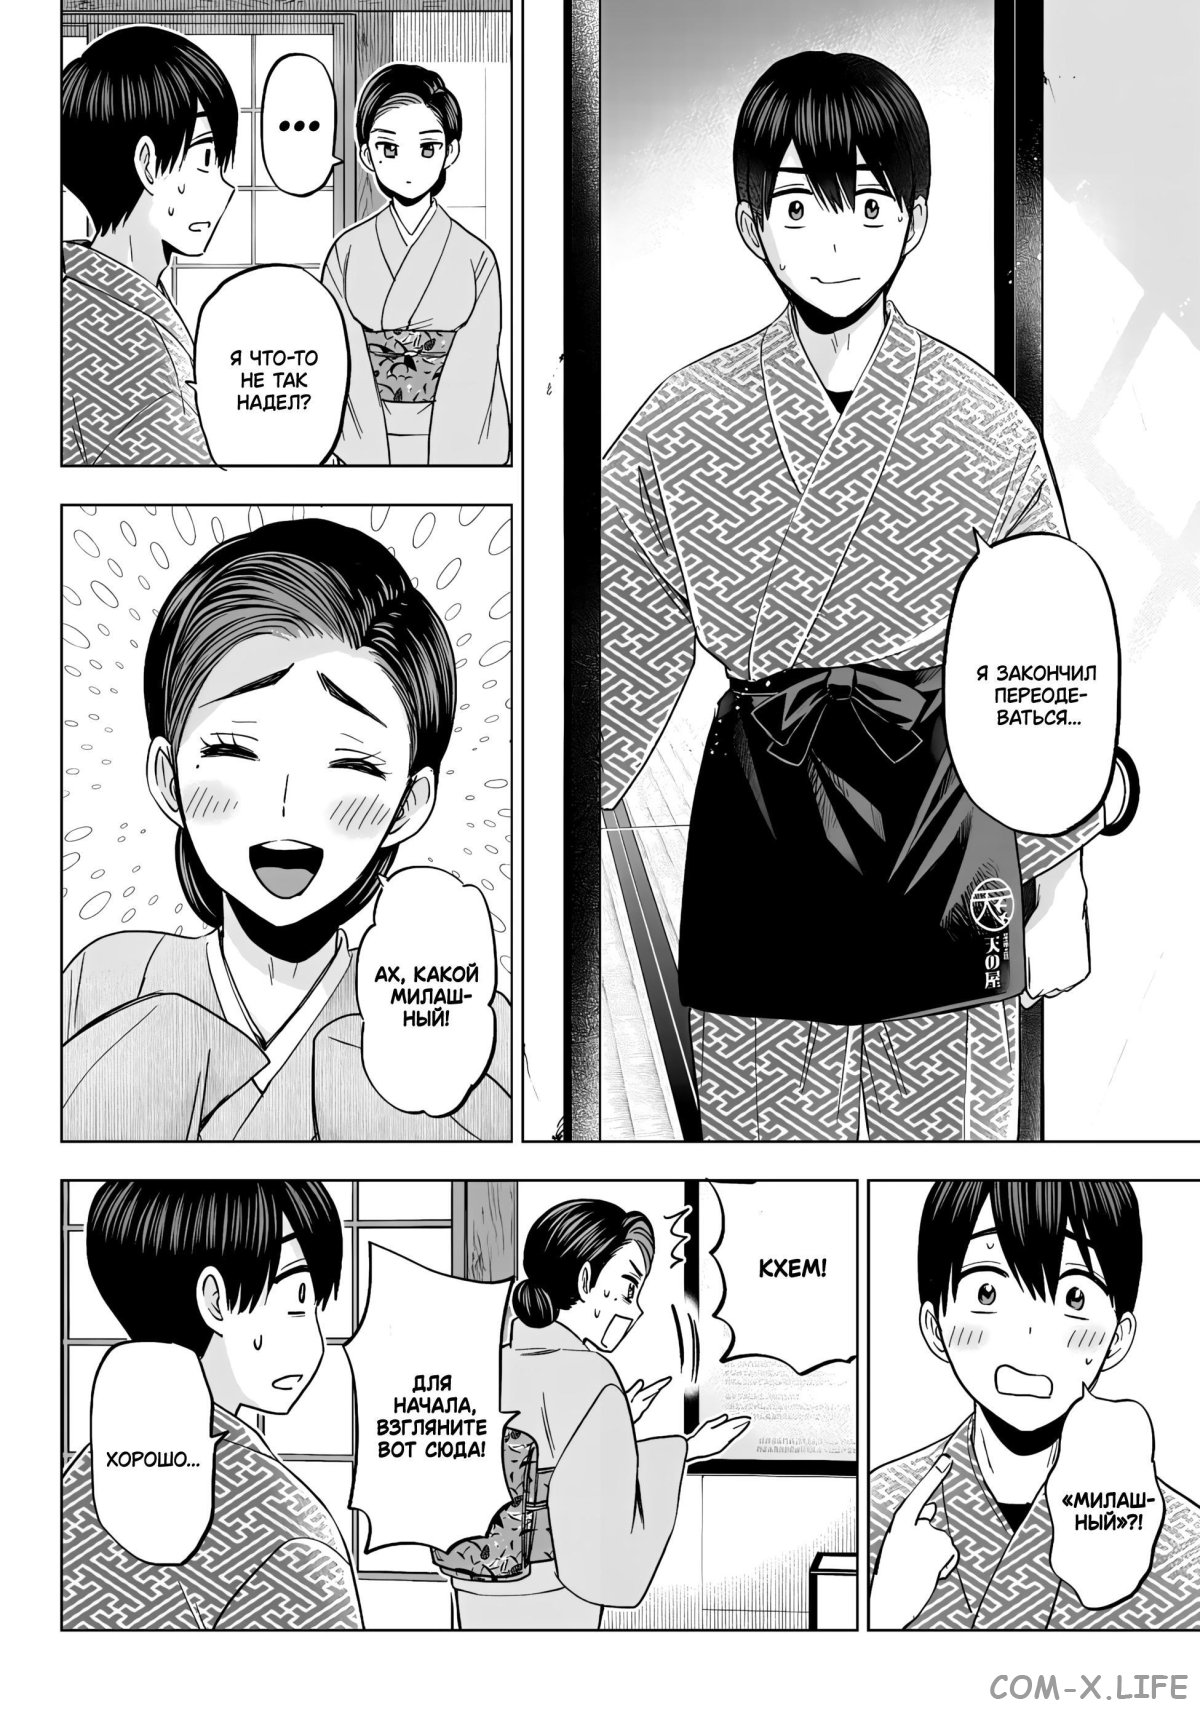 Я ЗАКОНЧИЛ
ПЕРЕОДЕ-
ВАТЬСЯ...
天の屋
...
Я ЧТО-ТО
НЕ ТАК
НАДЕЛ?
АХ, КАКОЙ
МИЛАШ-
НЫЙ!
«МИЛАШ-
НЫЙ»?!
КХЕМ!
ДЛЯ
НАЧАЛА,
ВЗГЛЯНИТЕ
ВОТ СЮДА!
ХОРОШО...
COM-X.LIFE